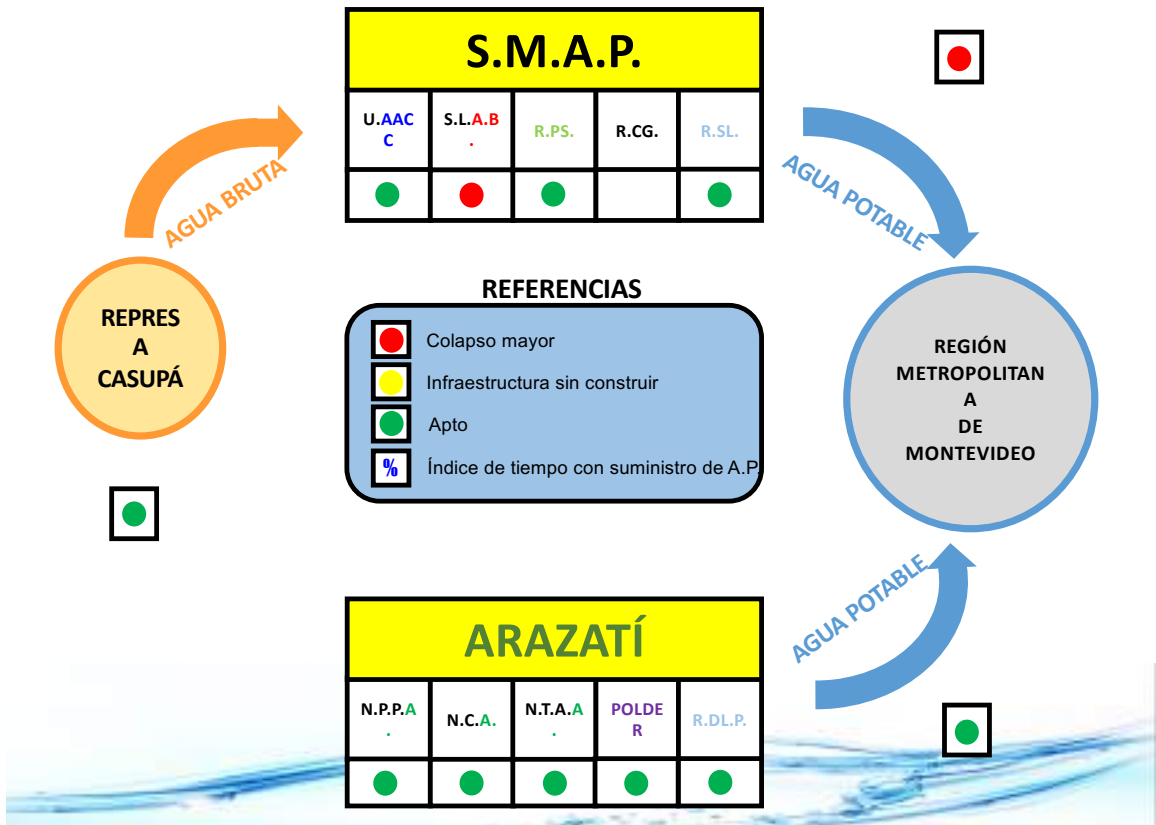 S.M.A.P.
U.AAC
C
S.L.A.B
.
R.PS.
R.CG.
R.SL.
AGUA BRUTA
AGUA POTABLE
REPRES
A
CASUPÁ
REFERENCIAS
Colapso mayor
Infraestructura sin construir
Apto
% Índice de tiempo con suministro de A.P.
REGIÓN
METROPOLITAN
A
DE
MONTEVIDEO
AGUA POTABLE
ARAZATÍ
N.P.P.A
.
N.C.A.
N.T.A.A
.
POLDE
R
R.DL.P.